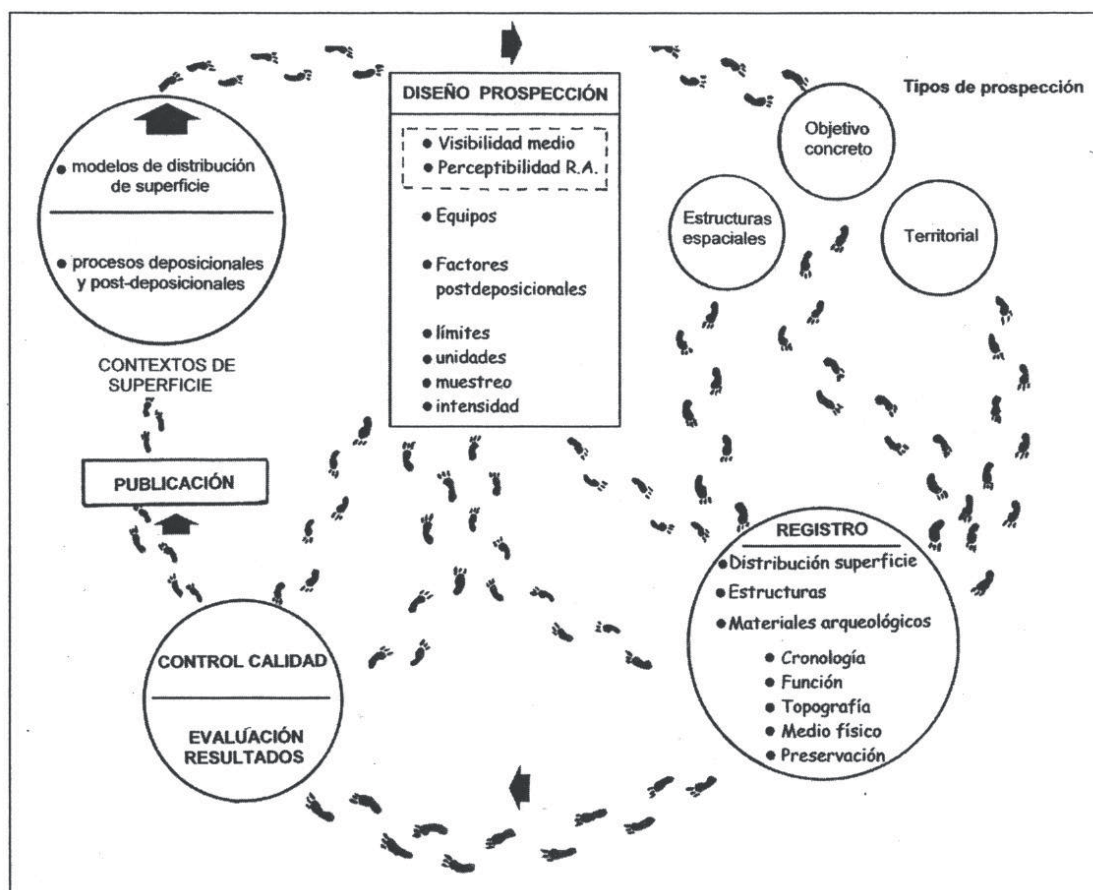 DISEÑO PROSPECCIÓN
● Visibilidad medio
● Perceptibilidad R.A.
● Equipos
● Factores
postdeposicionales
● límites
● unidades
● muestreo
● intensidad
Tipos de prospección
Objetivo
concreto
Estructuras
espaciales
Territorial
REGISTRO
● Distribución superficie
● Estructuras
● Materiales arqueológicos
● Cronología
● Función
● Topografía
● Medio físico
● Preservación
CONTROL CALIDAD
EVALUACIÓN
RESULTADOS
PUBLICACIÓN
CONTEXTOS DE
SUPERFICIE
● modelos de distribución
de superficie
● procesos deposicionales
y post-deposicionales